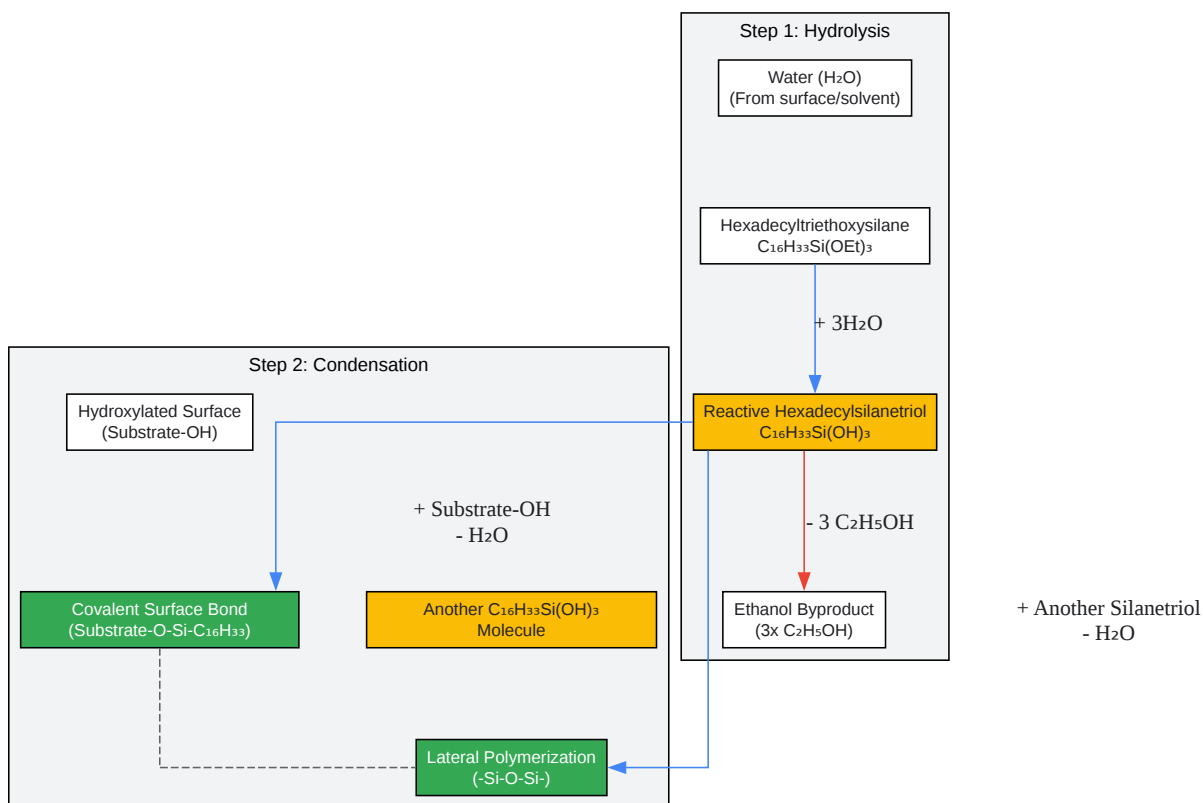 Step 1: Hydrolysis
Water (H₂O)
(From surface/solvent)
Hexadecyltriethoxysilane
C₁₆H₃₃Si(OEt)₃
+ 3H₂O
Reactive Hexadecylsilanetriol
C₁₆H₃₃Si(OH)₃
- 3 C₂H₅OH
Ethanol Byproduct
(3x C₂H₅OH)
Step 2: Condensation
Hydroxylated Surface
(Substrate-OH)
+ Substrate-OH
- H₂O
Covalent Surface Bond
(Substrate-O-Si-C₁₆H₃₃)
Another C₁₆H₃₃Si(OH)₃
Molecule
+ Another Silanetriol
- H₂O
Lateral Polymerization
(-Si-O-Si-)